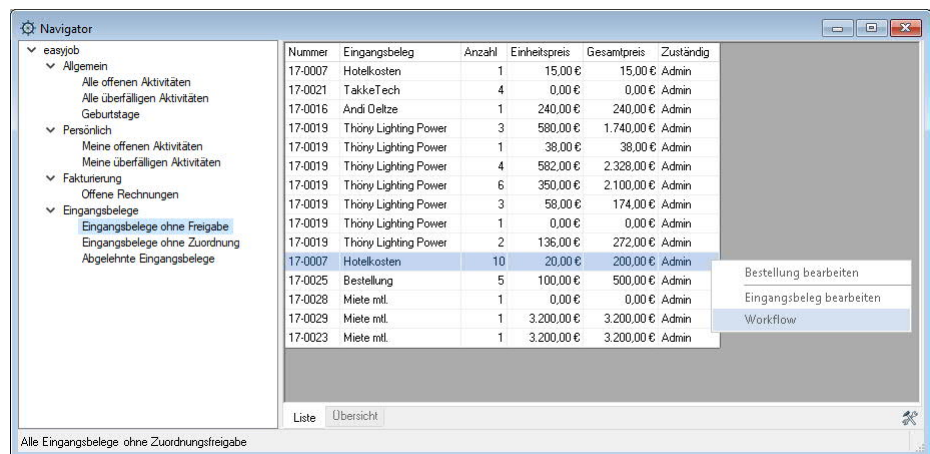 Navigator
easyjob
Allgemein
Alle offenen Aktivitäten
Alle überfälligen Aktivitäten
Geburtstage
Persönlich
Meine offenen Aktivitäten
Meine überfälligen Aktivitäten
Fakturierung
Offene Rechnungen
Eingangsbelege
Eingangsbelege ohne Freigabe
Eingangsbelege ohne Zuordnung
Abgelehnte Eingangsbelege
Nummer Eingangsbeleg Anzahl Einheitspreis Gesamtpreis Zuständig
17-0007 Hotelkosten 1 15,00 € 15,00 € Admin
17-0021 TakkeTech 4 0,00 € 0,00 € Admin
17-0016 Andi Oeltze 1 240,00 € 240,00 € Admin
17-0019 Thöny Lighting Power 3 580,00 € 1.740,00 € Admin
17-0019 Thöny Lighting Power 1 38,00 € 38,00 € Admin
17-0019 Thöny Lighting Power 4 582,00 € 2.328,00 € Admin
17-0019 Thöny Lighting Power 6 350,00 € 2.100,00 € Admin
17-0019 Thöny Lighting Power 3 58,00 € 174,00 € Admin
17-0019 Thöny Lighting Power 1 0,00 € 0,00 € Admin
17-0019 Thöny Lighting Power 2 136,00 € 272,00 € Admin
17-0007 Hotelkosten 10 20,00 € 200,00 € Admin
17-0025 Bestellung 5 100,00 € 500,00 € Admin
17-0028 Miete mtl. 1 0,00 € 0,00 € Admin
17-0029 Miete mtl. 1 3.200,00 € 3.200,00 € Admin
17-0023 Miete mtl. 1 3.200,00 € 3.200,00 € Admin
Bestellung bearbeiten
Eingangsbeleg bearbeiten
Workflow
Liste Übersicht
Alle Eingangsbelege ohne Zuordnungsfreigabe